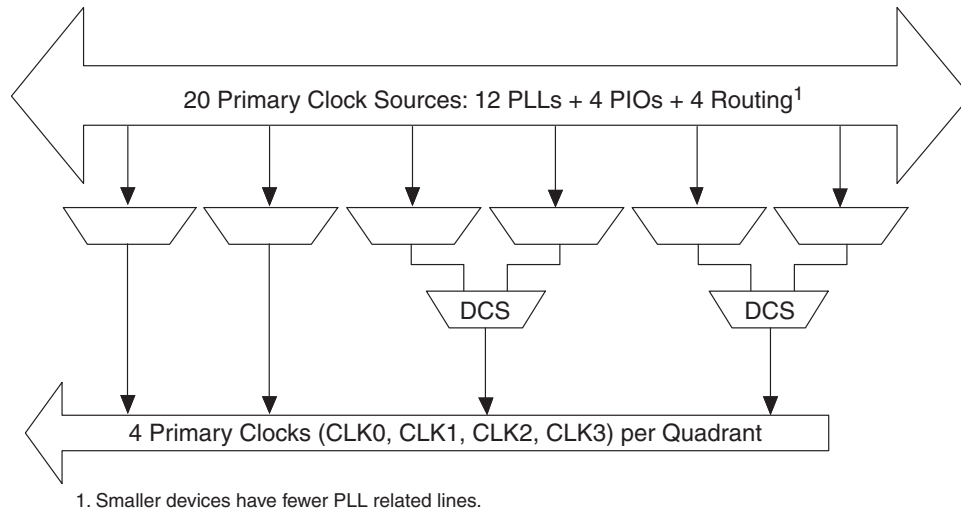 20 Primary Clock Sources: 12 PLLs + 4 PIOs + 4 Routing1
DCS
DCS
4 Primary Clocks (CLK0, CLK1, CLK2, CLK3) per Quadrant
1. Smaller devices have fewer PLL related lines.